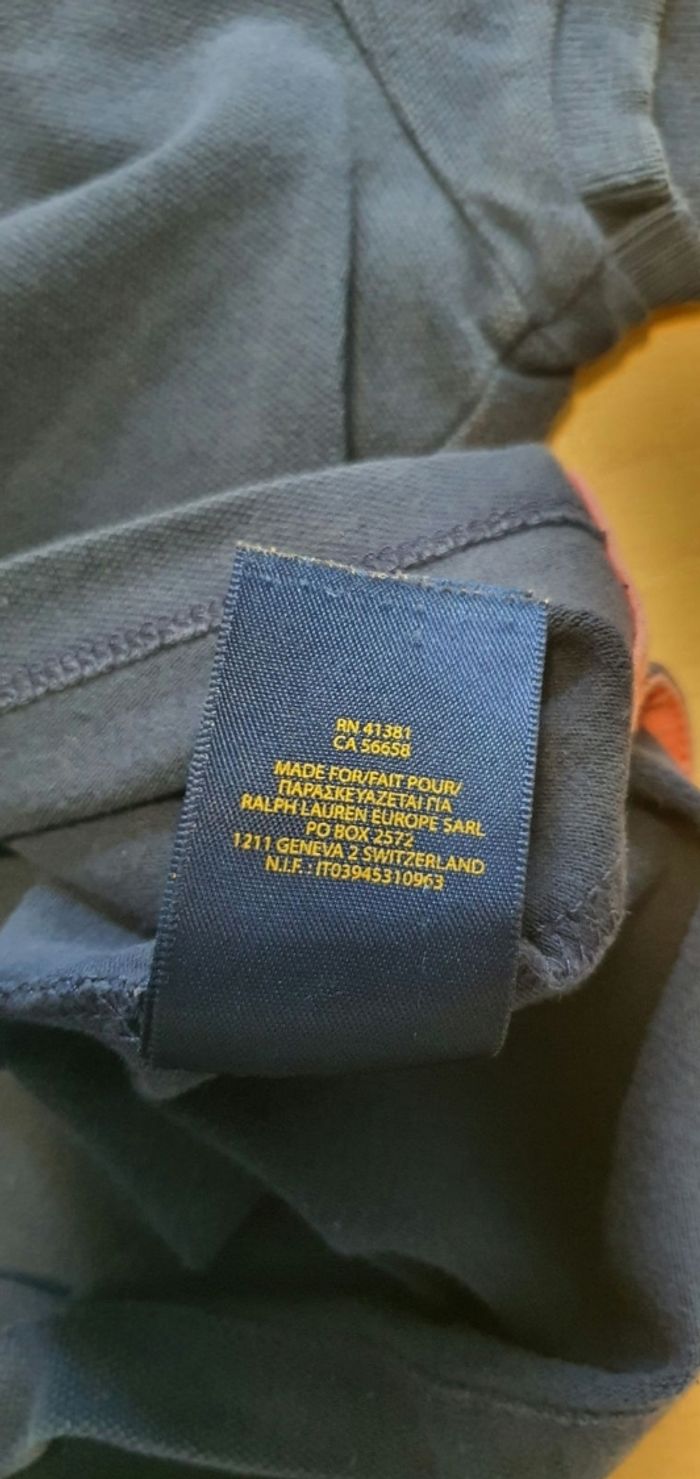 RN 41381
CA 56658
MADE FOR/FAIT POUR/
ΠΑΡΑΣΚΕΥΑΖΕΤΑΙ ΓΙΑ
RALPH LAUREN EUROPE SARL
PO BOX 2572
1211 GENEVA 2 SWITZERLAND
N.I.F. : IT03945310963